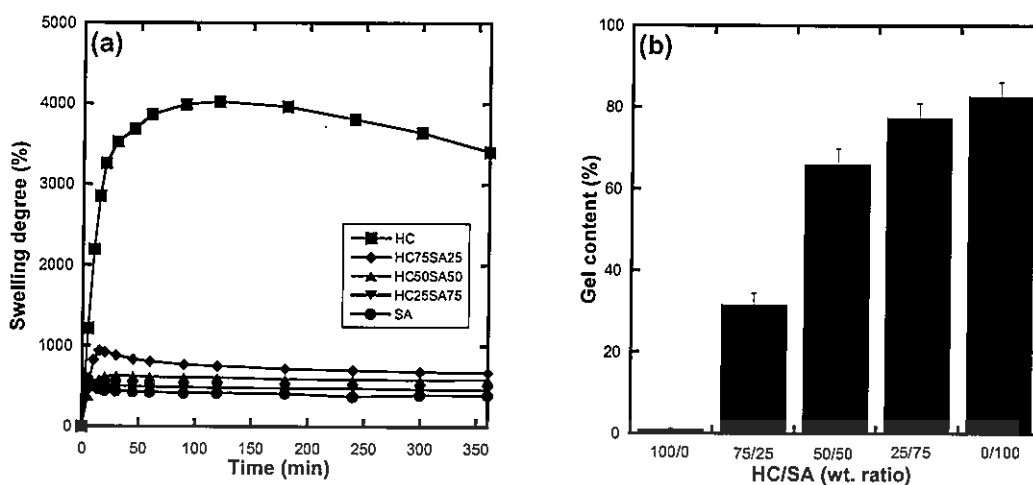 (a)
Swelling degree (%)
5000
4000
3000
2000
1000
0
HC
HC75SA25
HC50SA50
HC25SA75
SA
0 50 100 150 200 250 300 350
Time (min)
(b)
Gel content (%)
100
80
60
40
20
0
100/0 75/25 50/50 25/75 0/100
HC/SA (wt. ratio)